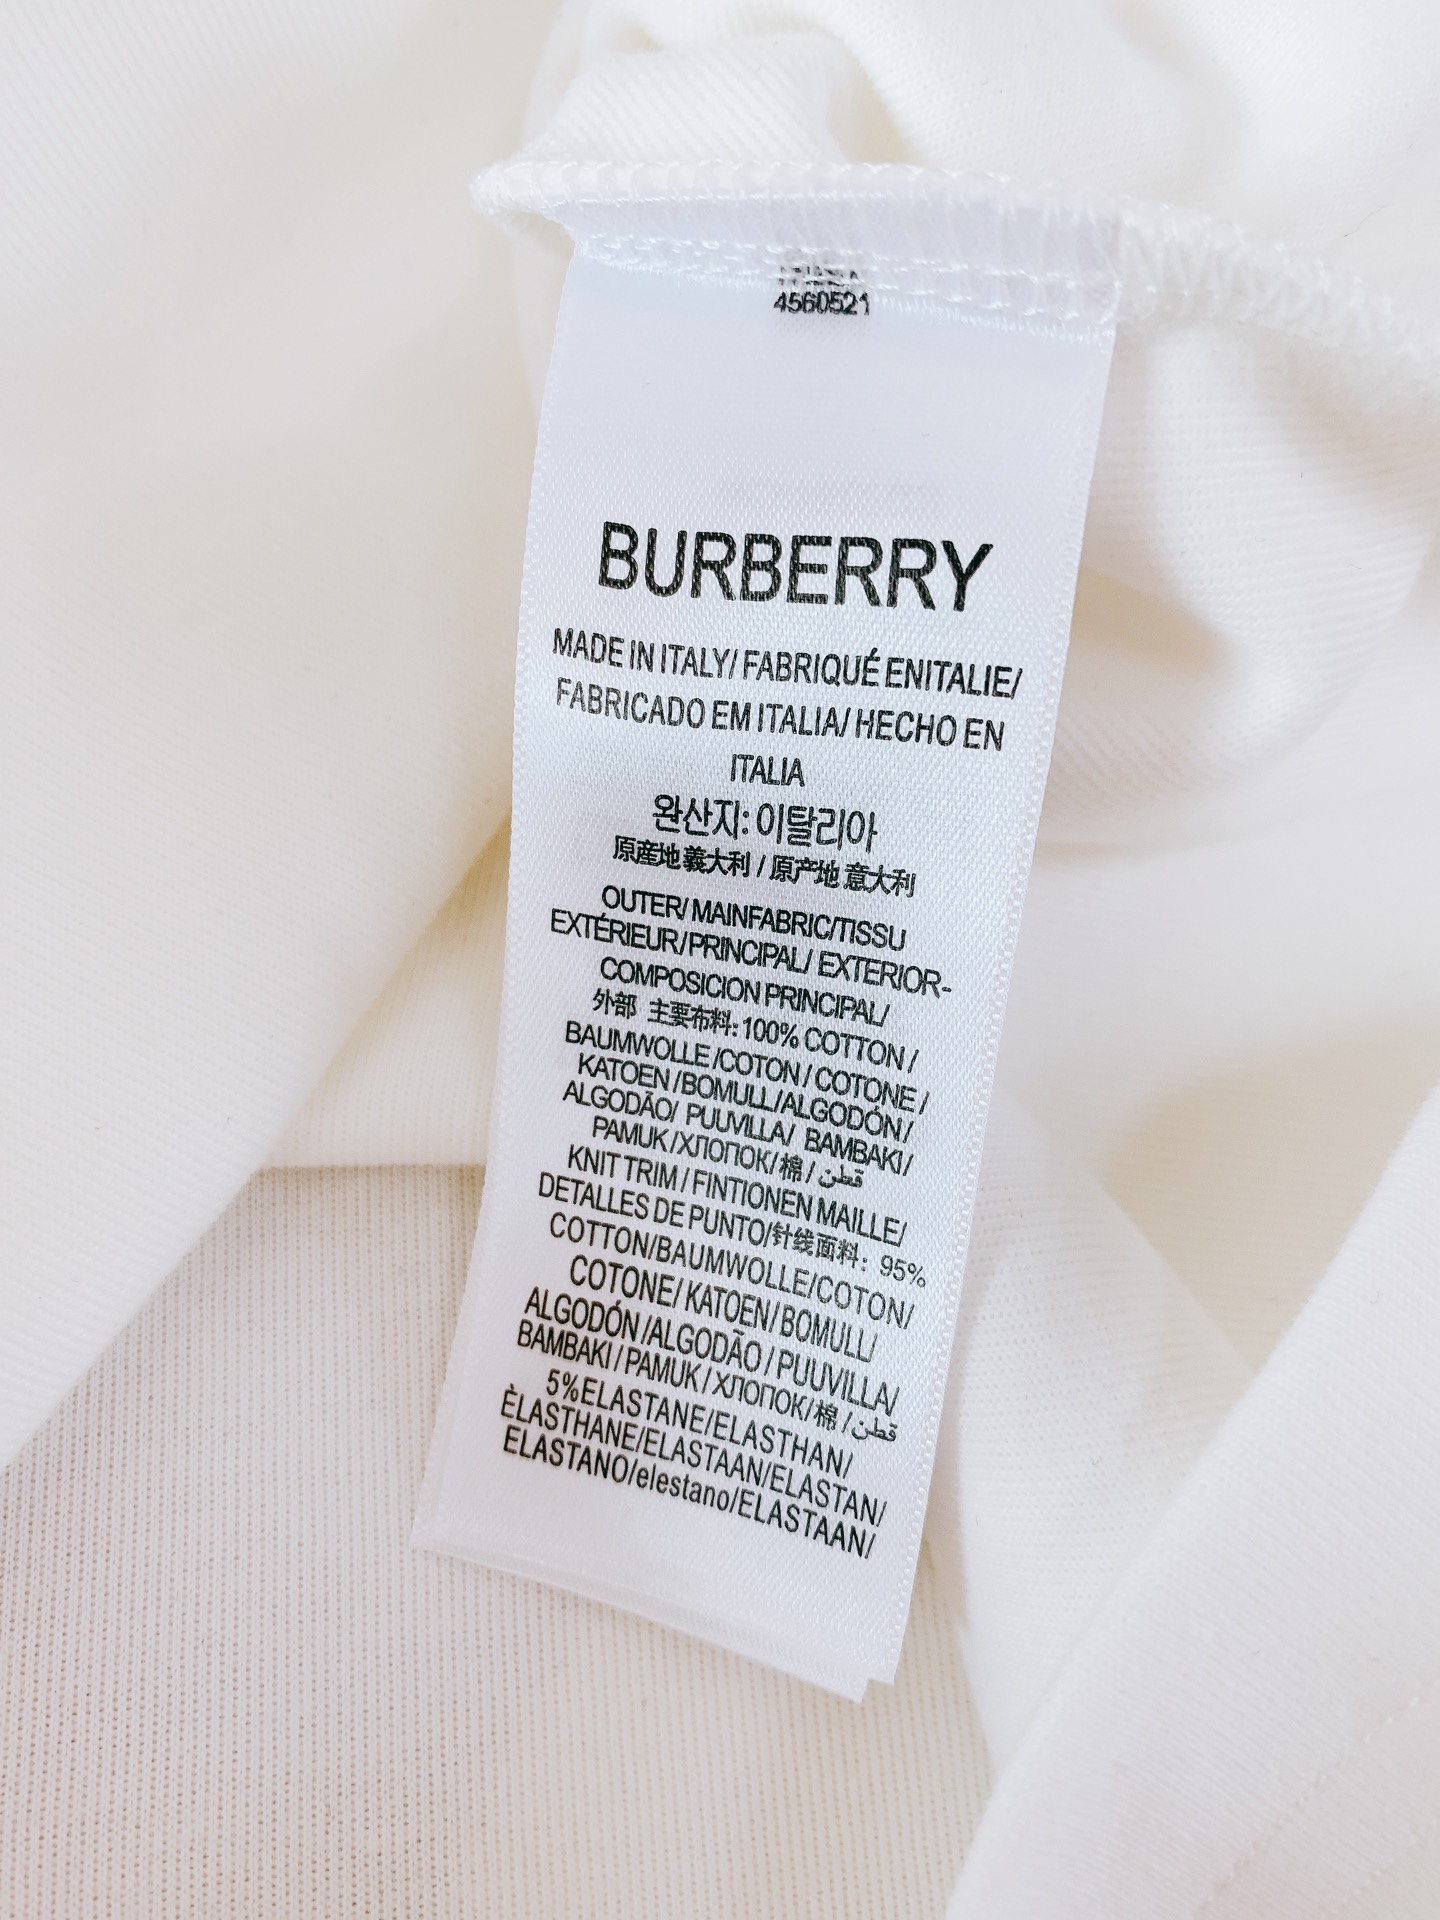 4560521
BURBERRY
MADE IN ITALY/ FABRIQUÉ ENITALIE/
FABRICADO EM ITALIA/ HECHO EN
ITALIA
완산지: 이탈리아
原産地 義大利 / 原产地 意大利
OUTER/ MAINFABRIC/TISSU
EXTÉRIEUR/PRINCIPAL/ EXTERIOR-
COMPOSICION PRINCIPAL/
外部 主要布料: 100% COTTON /
BAUMWOLLE /COTON / COTONE /
KATOEN /BOMULL/ALGODÓN /
ALGODÃO/ PUUVILLA/ BAMBAKI /
PAMUK /ХЛОПОК/ 棉 / قطن
KNIT TRIM / FINTIONEN MAILLE/
DETALLES DE PUNTO/针线面料: 95%
COTTON/BAUMWOLLE/COTON/
COTONE/ KATOEN/ BOMULL/
ALGODÓN /ALGODÃO / PUUVILLA/
BAMBAKI / PAMUK / ХЛОПОК/ 棉 / قطن
5%ELASTANE/ELASTHAN/
ÈLASTHANE/ELASTAAN/ELASTAN/
ELASTANO/elestano/ELASTAAN/